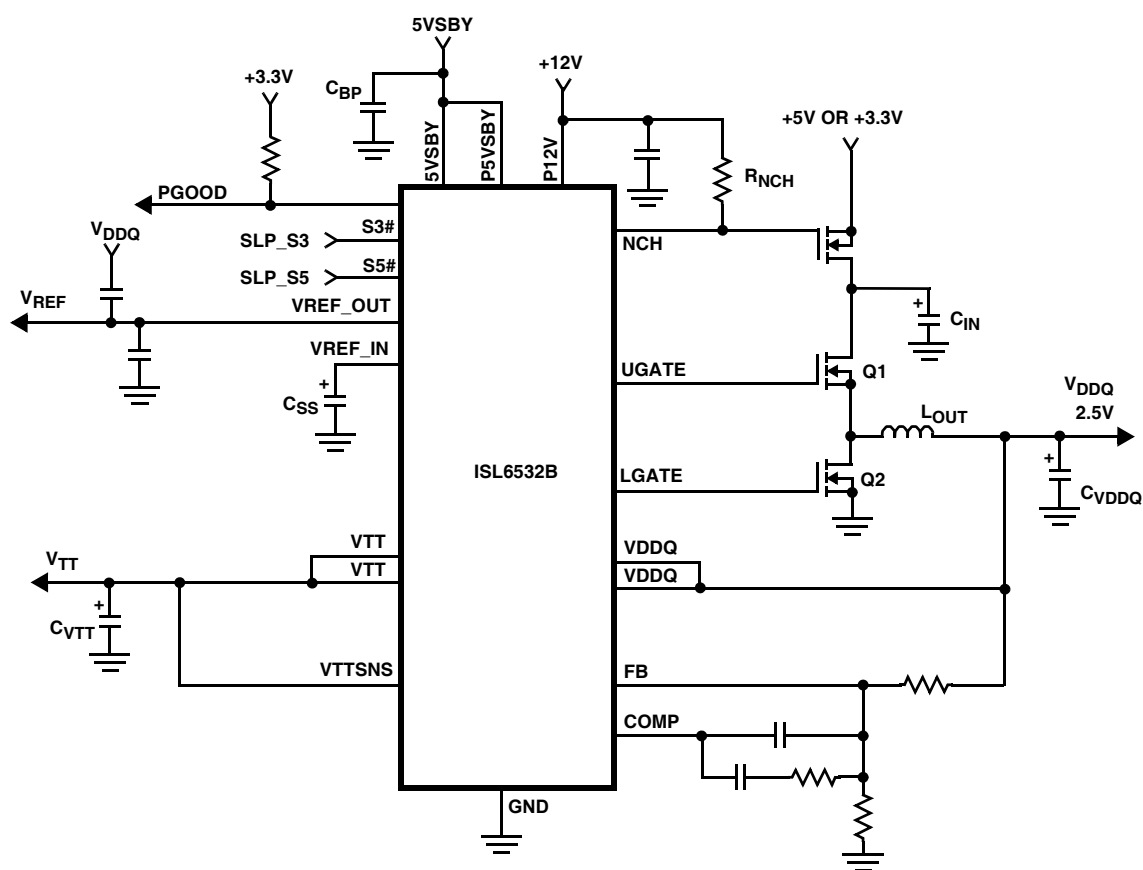 5VSBY
+12V
+3.3V
CBP
+5V OR +3.3V
5VSBY
P5VSBY
P12V
RNCH
PGOOD
VDDQ
SLP_S3
S3#
NCH
SLP_S5
S5#
VREF
VREF_OUT
+
CIN
VREF_IN
UGATE
Q1
+
CSS
VDDQ
2.5V
LOUT
ISL6532B
LGATE
Q2
+
CVDDQ
VTT
VTT
VDDQ
VTT
VDDQ
+
CVTT
VTTSNS
FB
COMP
GND